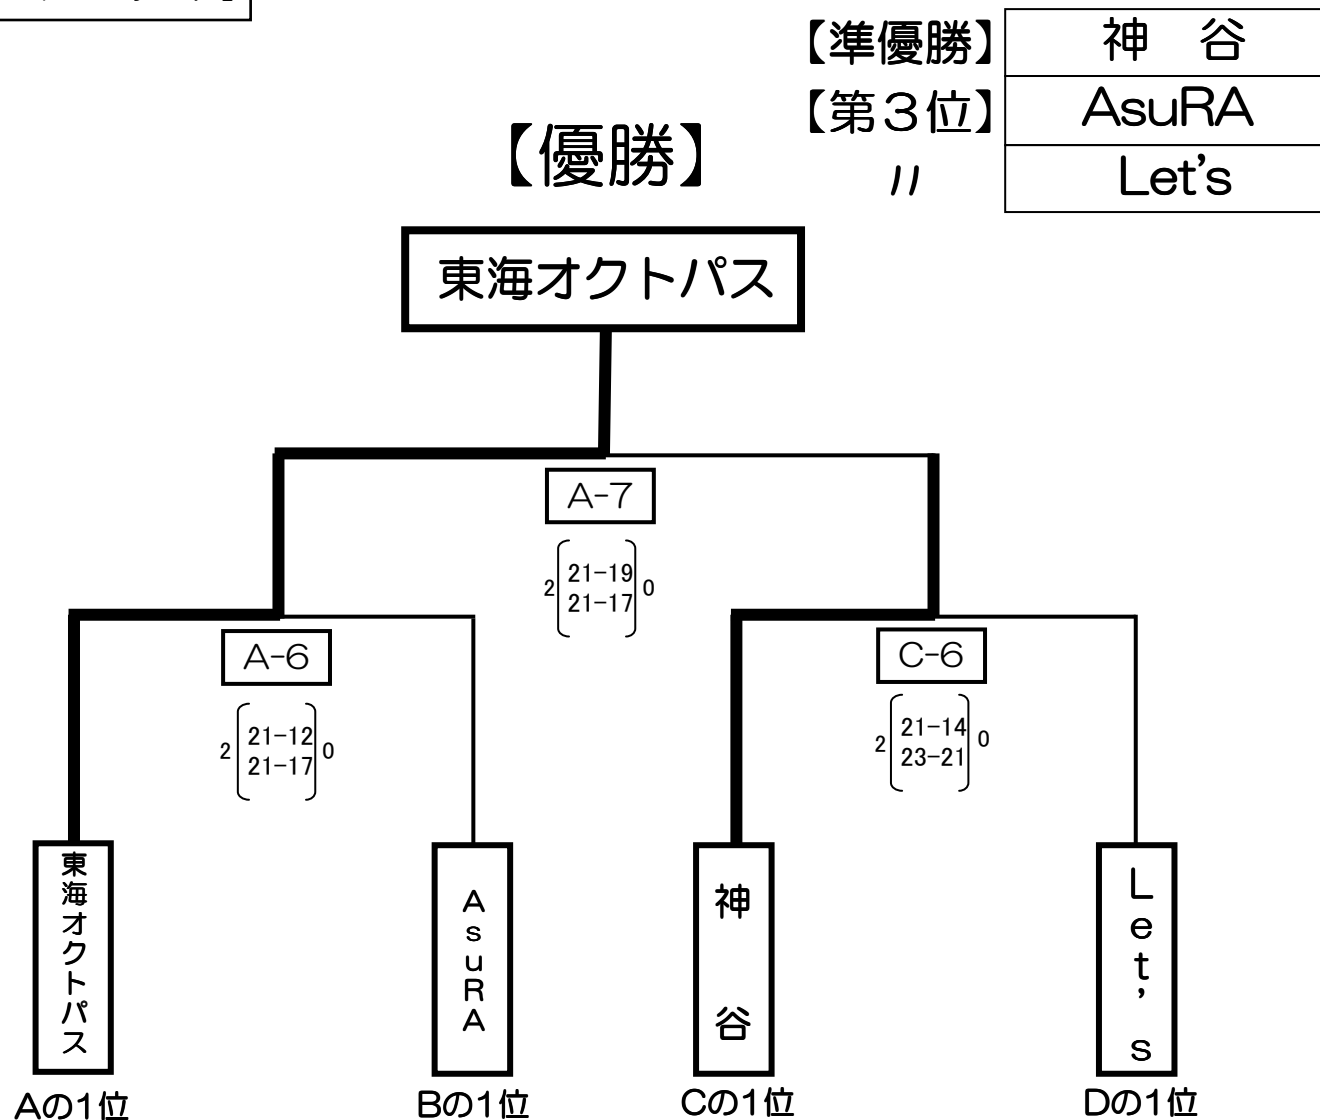 【準優勝】 神　谷
【第３位】 AsuRA
〃 Let's
【優勝】
東海オクトパス
A-7
2 21-19 0
21-17
A-6
2 21-12 0
21-17
C-6
2 21-14 0
23-21
東海オクトパス
AsuRA
神　谷
Let's
Aの1位
Bの1位
Cの1位
Dの1位